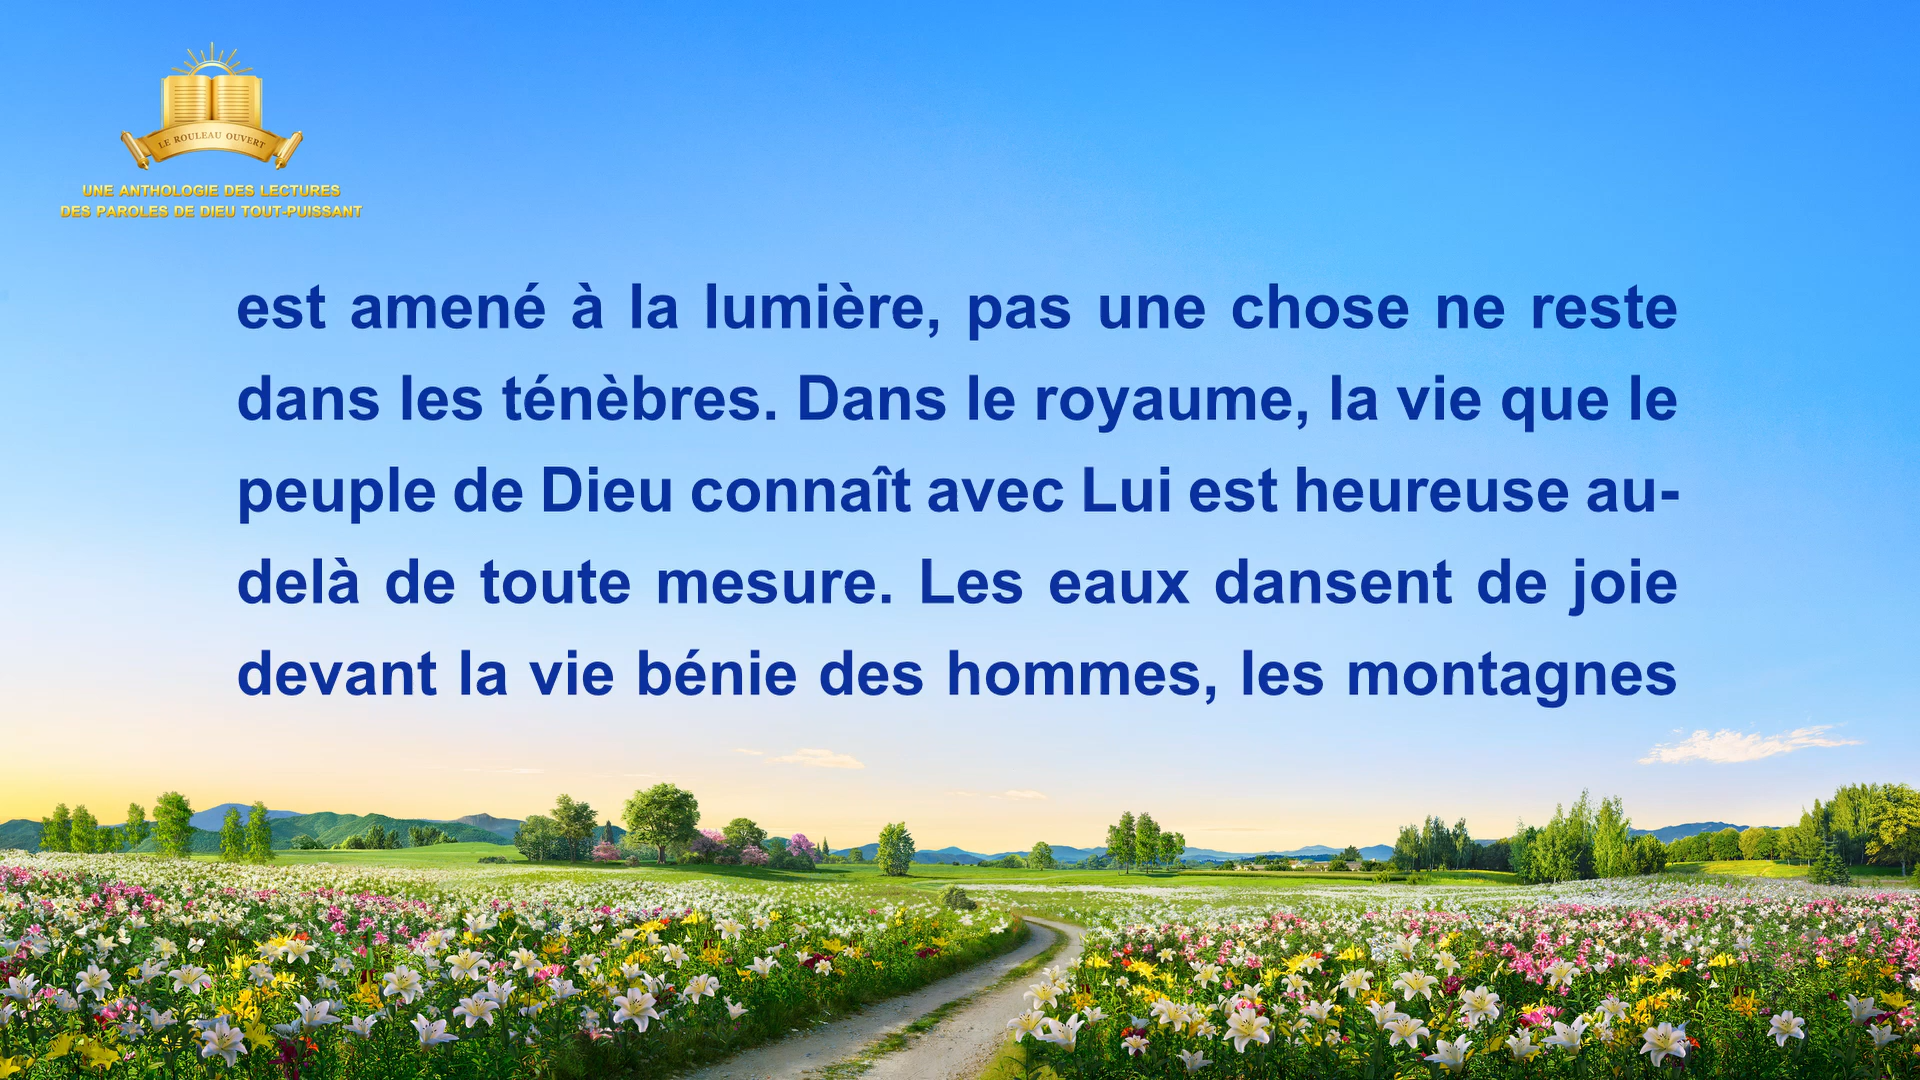 LE ROULEAU OUVERT
UNE ANTHOLOGIE DES LECTURES
DES PAROLES DE DIEU TOUT-PUISSANT
est amené à la lumière, pas une chose ne reste
dans les ténèbres. Dans le royaume, la vie que le
peuple de Dieu connaît avec Lui est heureuse au-
delà de toute mesure. Les eaux dansent de joie
devant la vie bénie des hommes, les montagnes